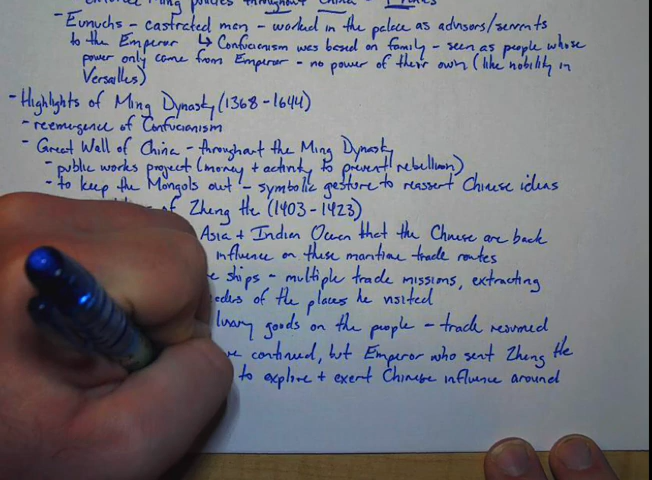 Ming policies throughout China -
- Eunuchs - castrated men - worked in the palace as advisors/servents
to the Emperor ↳ Confucianism was based on family - seen as people whose
power only came from Emperor - no power of their own (like nobility in
Versailles)
- Highlights of Ming Dynasty (1368-1644)
- reemergence of Confucianism
- Great Wall of China - throughout the Ming Dynasty
- public works project (money + activity to prevent rebellion)
- to keep the Mongols out - symbolic gesture to reassert Chinese ideas
of Zheng He (1403-1423)
Asia + Indian Ocean that the Chinese are back
influence on these maritime trade routes
ships - multiple trade missions, extracting
of the places he visited
luxury goods on the people - trade resumed
continued, but Emperor who sent Zheng He
to explore + exert Chinese influence around